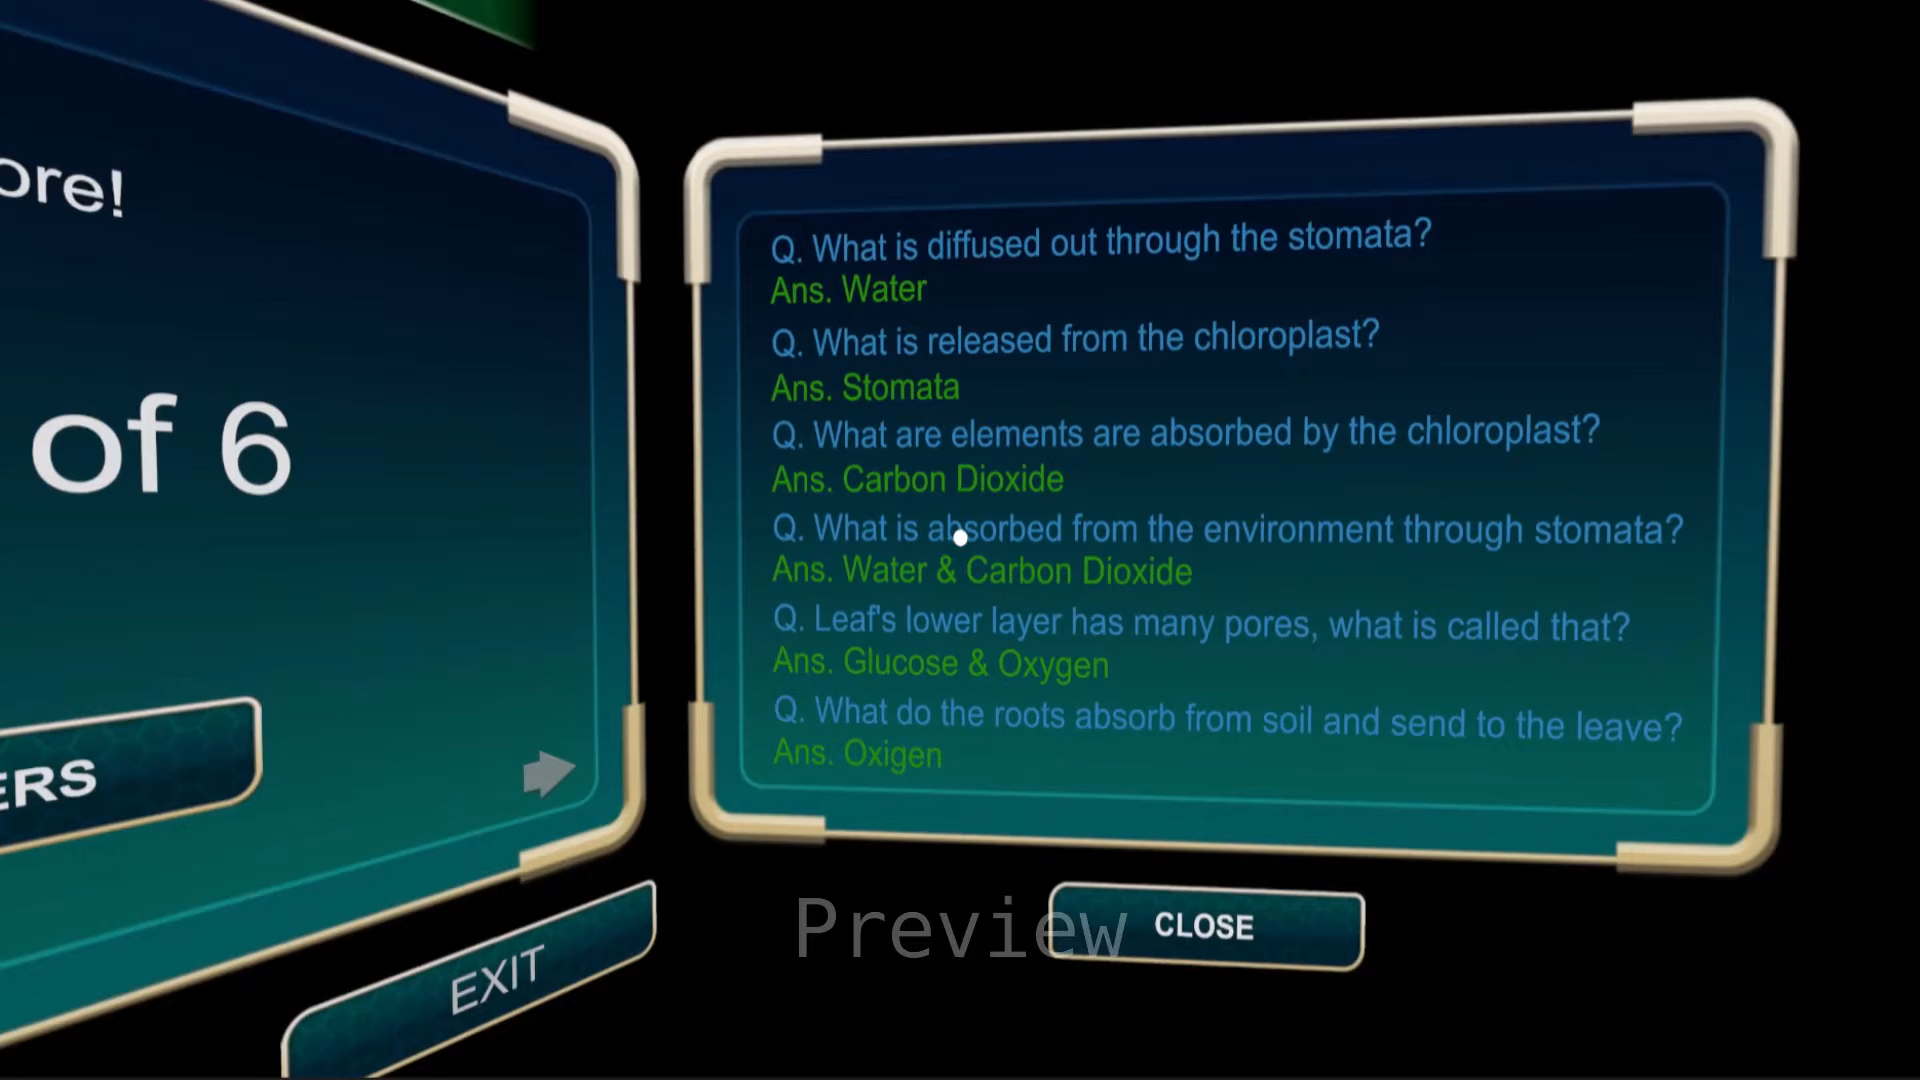 ore!
of 6
ERS
EXIT
Q. What is diffused out through the stomata?
Ans. Water
Q. What is released from the chloroplast?
Ans. Stomata
Q. What are elements are absorbed by the chloroplast?
Ans. Carbon Dioxide
Q. What is absorbed from the environment through stomata?
Ans. Water & Carbon Dioxide
Q. Leaf's lower layer has many pores, what is called that?
Ans. Glucose & Oxygen
Q. What do the roots absorb from soil and send to the leave?
Ans. Oxigen
Preview
CLOSE